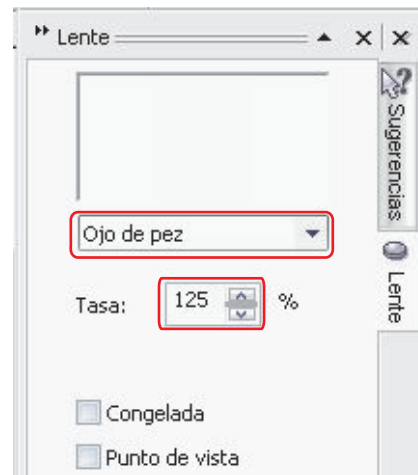 Lente
Ojo de pez
Tasa: 125 %
Congelada
Punto de vista
Sugerencias
Lente